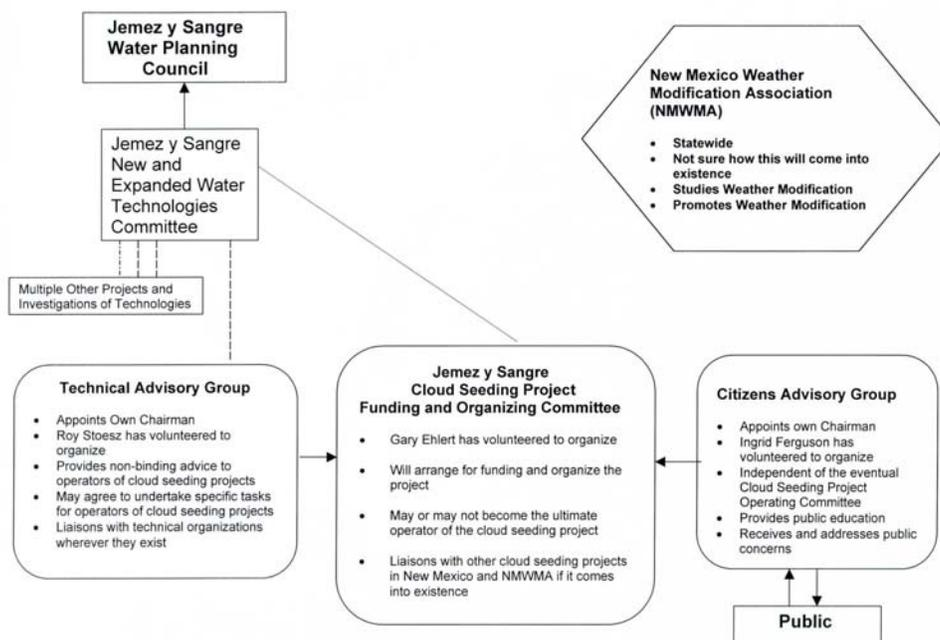 Jemez y Sangre
Water Planning
Council
New Mexico Weather
Modification Association
(NMWMA)
• Statewide
• Not sure how this will come into
existence
• Studies Weather Modification
• Promotes Weather Modification
Jemez y Sangre
New and
Expanded Water
Technologies
Committee
Multiple Other Projects and
Investigations of Technologies
Technical Advisory Group
• Appoints Own Chairman
• Roy Stoesz has volunteered to
organize
• Provides non-binding advice to
operators of cloud seeding projects
• May agree to undertake specific tasks
for operators of cloud seeding projects
• Liaisons with technical organizations
wherever they exist
Jemez y Sangre
Cloud Seeding Project
Funding and Organizing Committee
• Gary Ehlert has volunteered to organize
• Will arrange for funding and organize the
project
• May or may not become the ultimate
operator of the cloud seeding project
• Liaisons with other cloud seeding projects
in New Mexico and NMWMA if it comes
into existence
Citizens Advisory Group
• Appoints own Chairman
• Ingrid Ferguson has
volunteered to organize
• Independent of the eventual
Cloud Seeding Project
Operating Committee
• Provides public education
• Receives and addresses public
concerns
Public